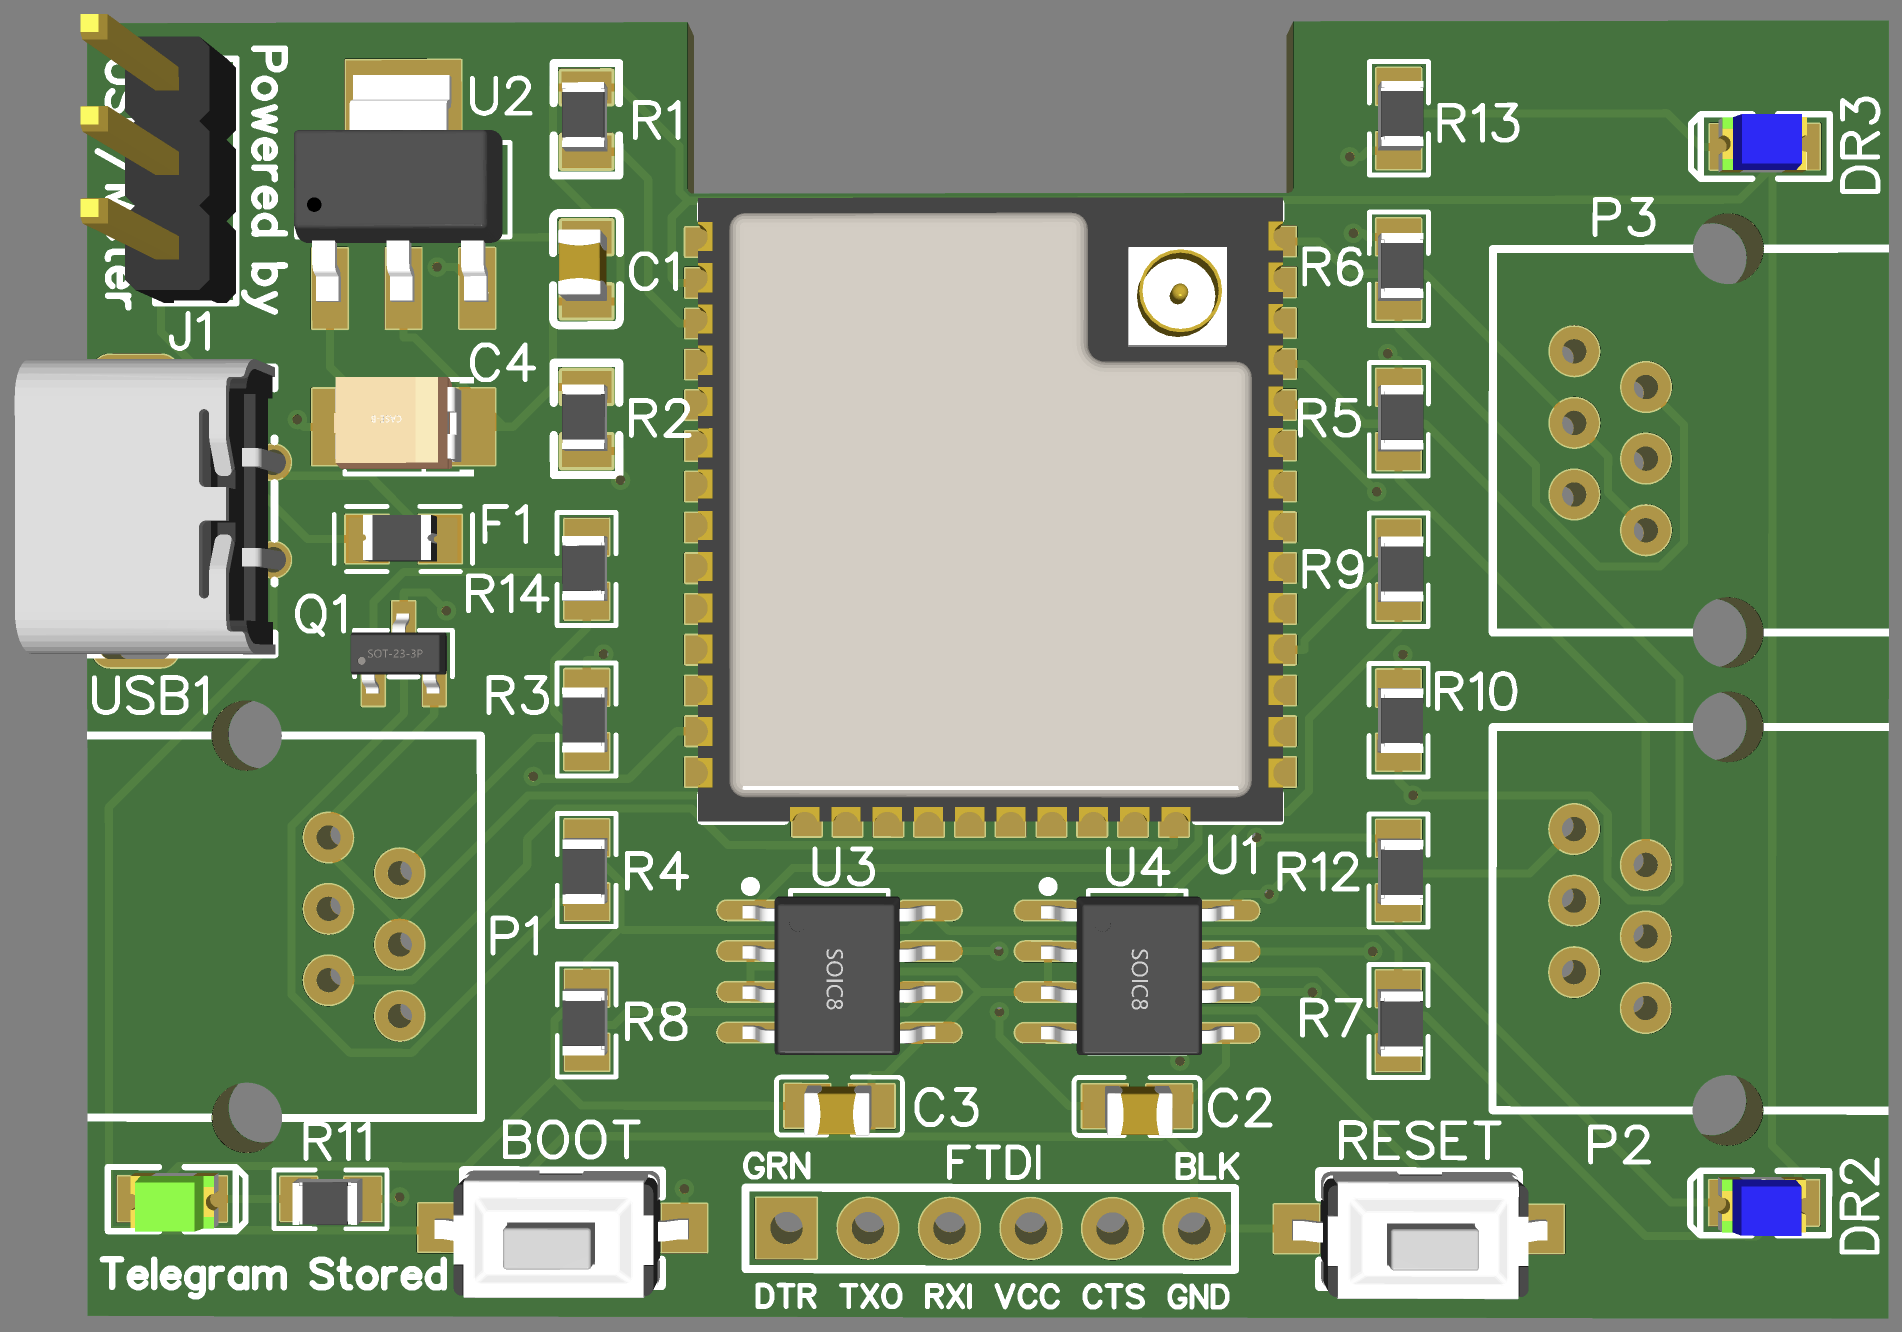 Powered by
U2
R1
R13
DR3
P3
C1
R6
J1
C4
R2
R5
F1
R14
R9
Q1
SOT-23-3P
USB1
R3
R10
R4
U3
U4
U1
R12
P1
SOIC8
SOIC8
R8
R7
C3
C2
R11
BOOT
GRN
FTDI
BLK
RESET
P2
DR2
Telegram Stored
DTR TXO RXI VCC CTS GND